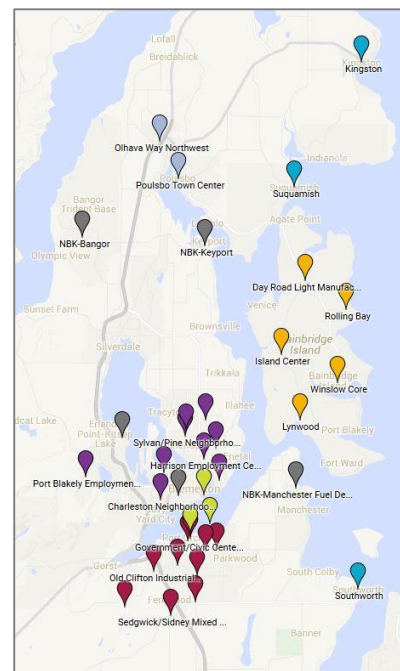 Lofall
Breidablick
Kingston
Olhava Way Northwest
Poulsbo Town Center
Indianola
Suquamish
Bangor
Trident Base
Agate Point
NBK-Bangor
Keyport
NBK-Keyport
Olympic View
Day Road Light Manufac...
Sunset Farm
Venice
Rolling Bay
Brownsville
Island Center
Bainbridge
Island
Silverdale
Winslow Core
Trikkala
Illahee
Lynwood
Port Blakely
Sylvan/Pine Neighborho...
Harrison Employment Ce...
Port Blakely Employmen...
Fort Ward
NBK-Manchester Fuel De...
Charleston Neighborhoo...
Yard City
Manchester
Government/Civic Cente...
Parkwood
Gorst
Old Clifton Industrial
South Colby
Southworth
Sedgwick/Sidney Mixed ...
Banner